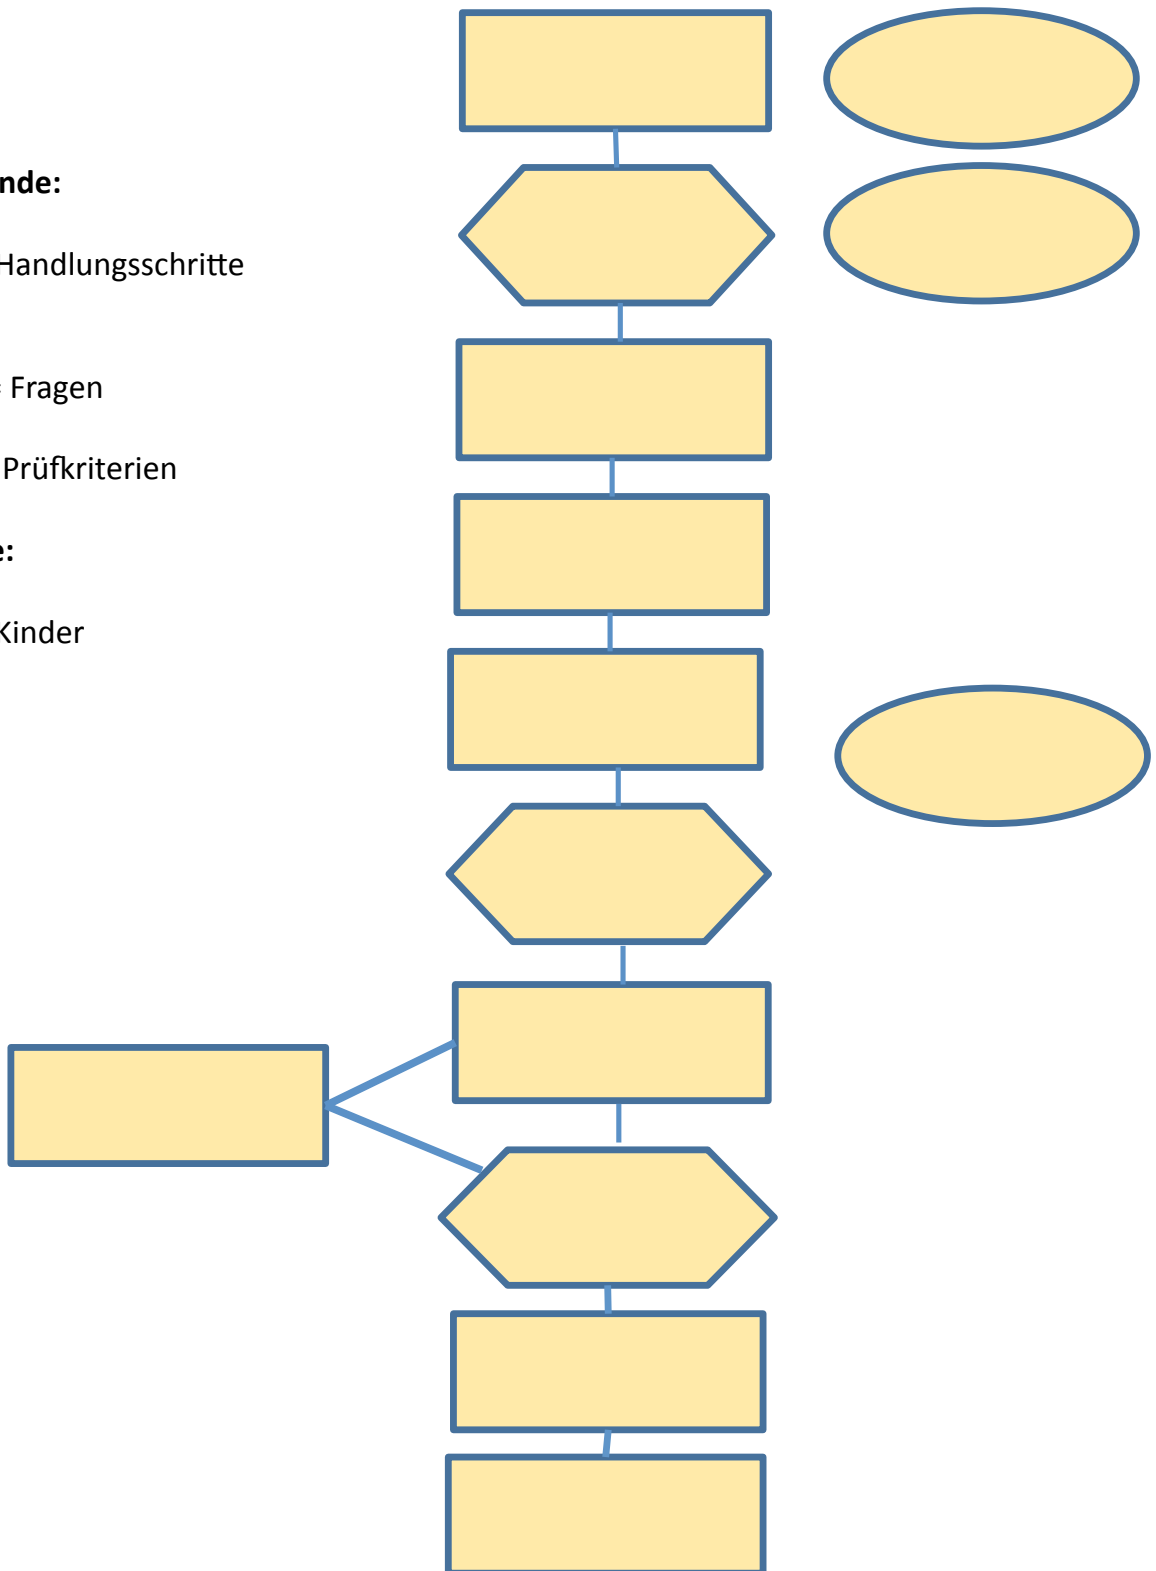 nde:
Handlungsschritte
= Fragen
Prüfkriterien
e:
Kinder